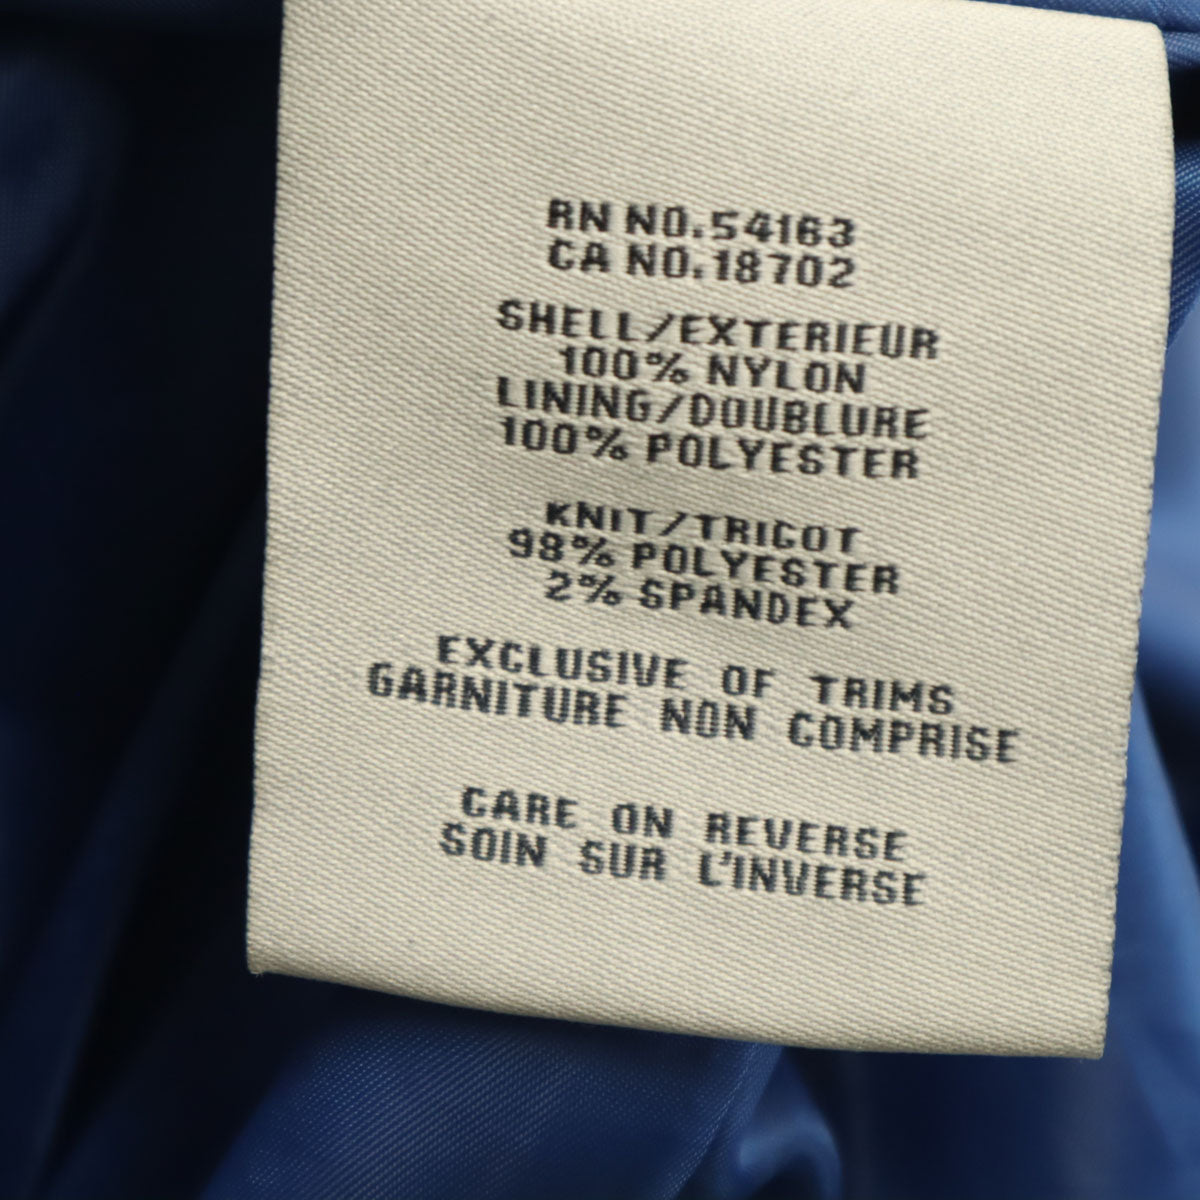 RN NO.54163
CA NO.18702
SHELL/EXTERIEUR
100% NYLON
LINING/DOUBLURE
100% POLYESTER
KNIT/TRICOT
98% POLYESTER
2% SPANDEX
EXCLUSIVE OF TRIMS
GARNITURE NON COMPRISE
CARE ON REVERSE
SOIN SUR L'INVERSE